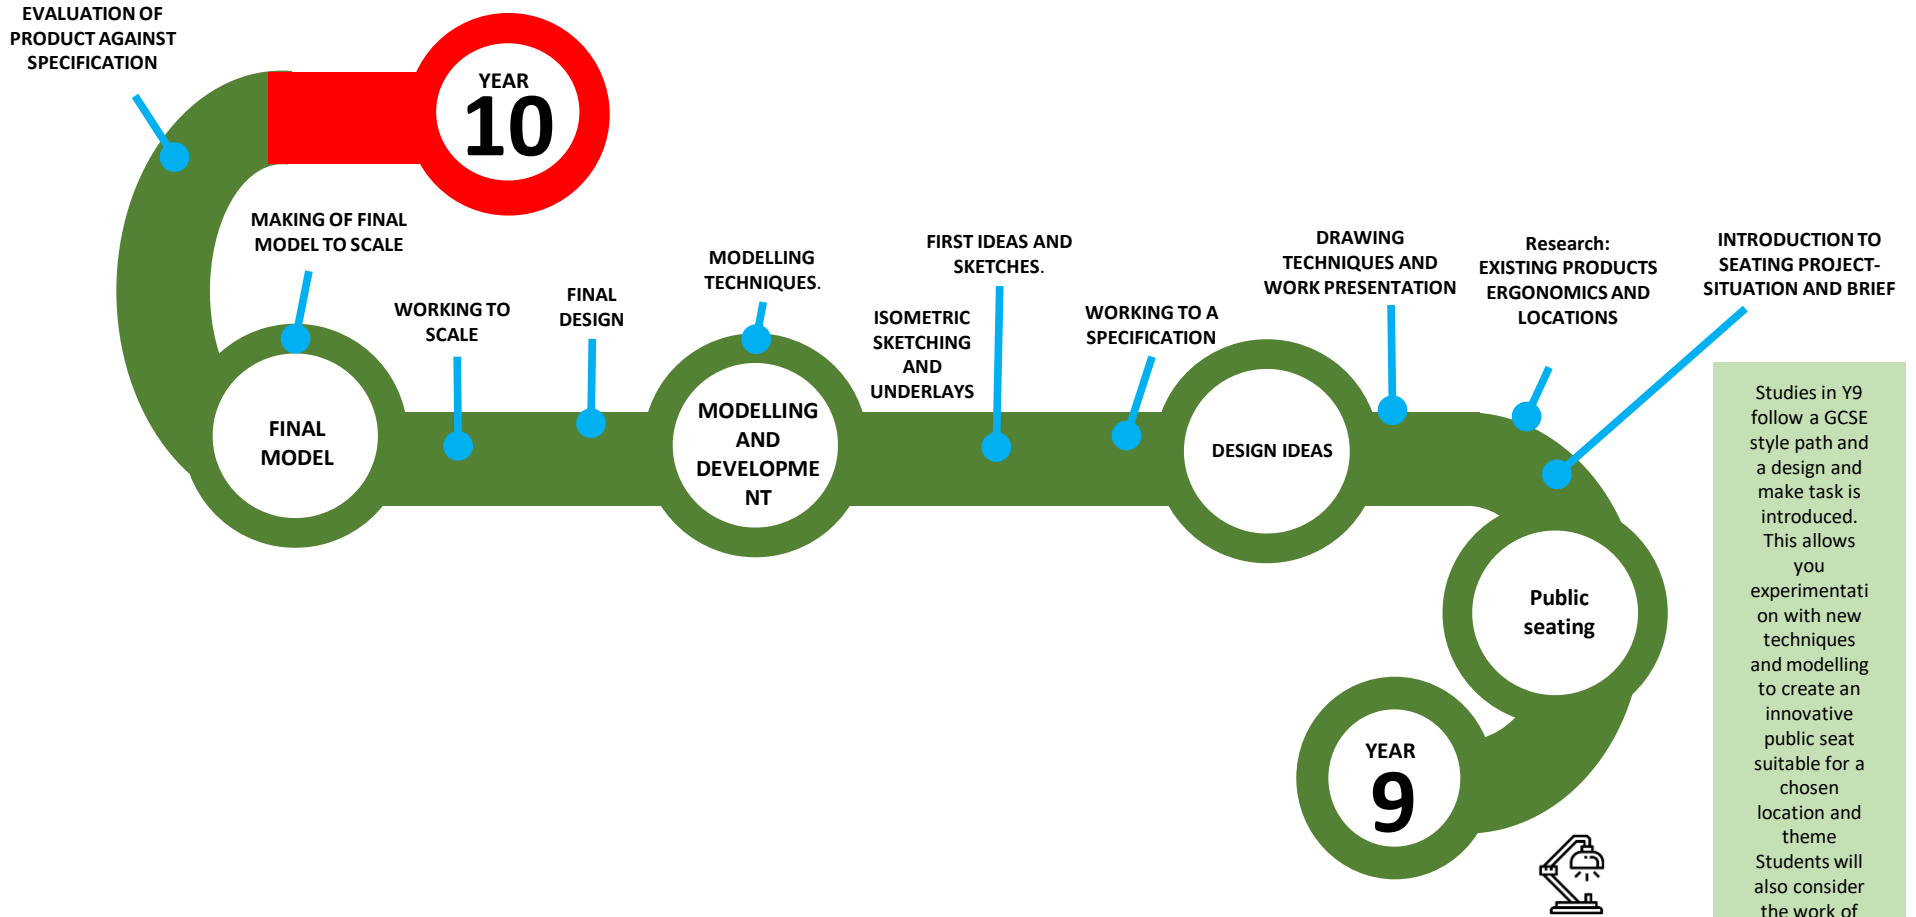 EVALUATION OF
PRODUCT AGAINST
SPECIFICATION
YEAR
10
MAKING OF FINAL
MODEL TO SCALE
WORKING TO
SCALE
FINAL
DESIGN
MODELLING
TECHNIQUES.
ISOMETRIC
SKETCHING
AND
UNDERLAYS
FIRST IDEAS AND
SKETCHES.
WORKING TO A
SPECIFICATION
DRAWING
TECHNIQUES AND
WORK PRESENTATION
Research:
EXISTING PRODUCTS
ERGONOMICS AND
LOCATIONS
INTRODUCTION TO
SEATING PROJECT-
SITUATION AND BRIEF
FINAL
MODEL
MODELLING
AND
DEVELOPME
NT
DESIGN IDEAS
Public
seating
YEAR
9
Studies in Y9
follow a GCSE
style path and
a design and
make task is
introduced.
This allows
you
experimentati
on with new
techniques
and modelling
to create an
innovative
public seat
suitable for a
chosen
location and
theme
Students will
also consider
the work of